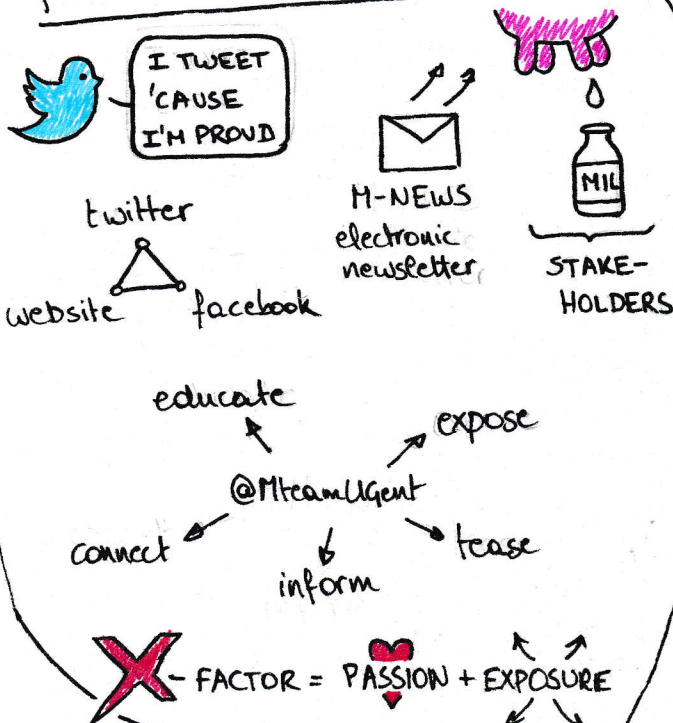 I TWEET
'CAUSE
I'M PROUD
MIL
M-NEWS
electronic
newsletter
STAKE-
HOLDERS
twitter
website
facebook
educate
expose
@MteamUGent
connect
tease
inform
X-FACTOR = PASSION + EXPOSURE